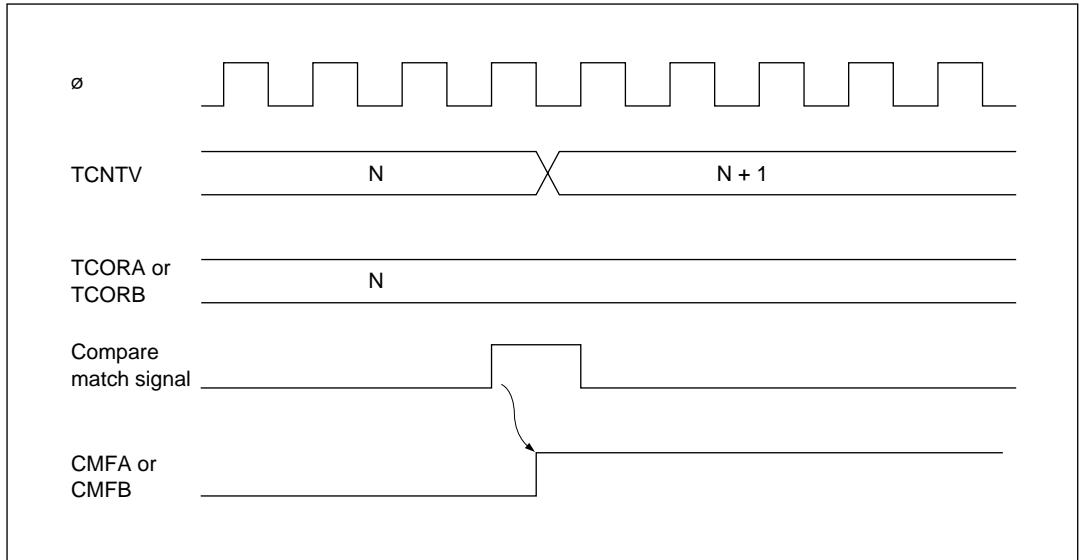 ø
TCNTV
N
N + 1
TCORA or
TCORB
N
Compare
match signal
CMFA or
CMFB